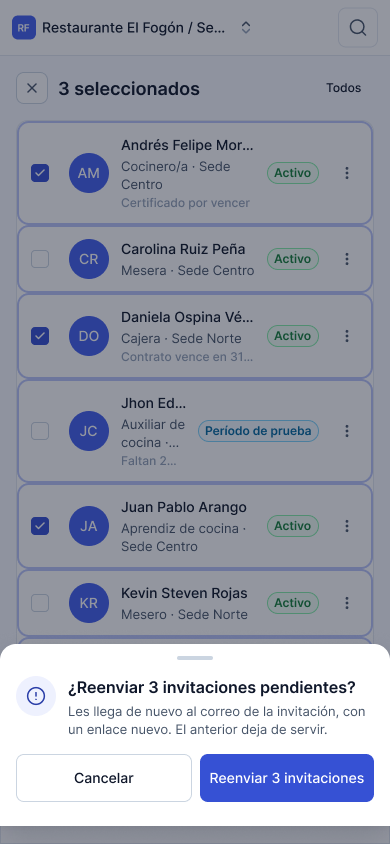 RF Restaurante El Fogón / Se...
3 seleccionados
Todos
AM
Andrés Felipe Mor...
Cocinero/a · Sede
Centro
Certificado por vencer
Activo
CR
Carolina Ruiz Peña
Mesera · Sede Centro
Activo
DO
Daniela Ospina Vé...
Cajera · Sede Norte
Contrato vence en 31...
Activo
JC
Jhon Ed...
Auxiliar de
cocina ·...
Faltan 2...
Período de prueba
JA
Juan Pablo Arango
Aprendiz de cocina ·
Sede Centro
Activo
KR
Kevin Steven Rojas
Mesero · Sede Norte
Activo
¿Reenviar 3 invitaciones pendientes?
Les llega de nuevo al correo de la invitación, con
un enlace nuevo. El anterior deja de servir.
Cancelar
Reenviar 3 invitaciones